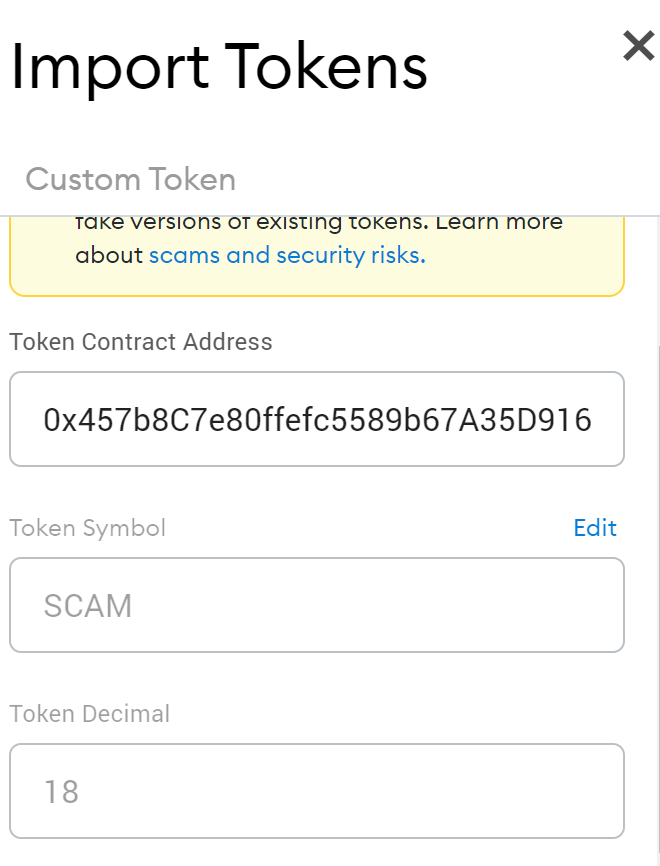 Import Tokens
Custom Token
fake versions of existing tokens. Learn more
about scams and security risks.
Token Contract Address
0x457b8C7e80ffefc5589b67A35D916
Token Symbol
Edit
SCAM
Token Decimal
18